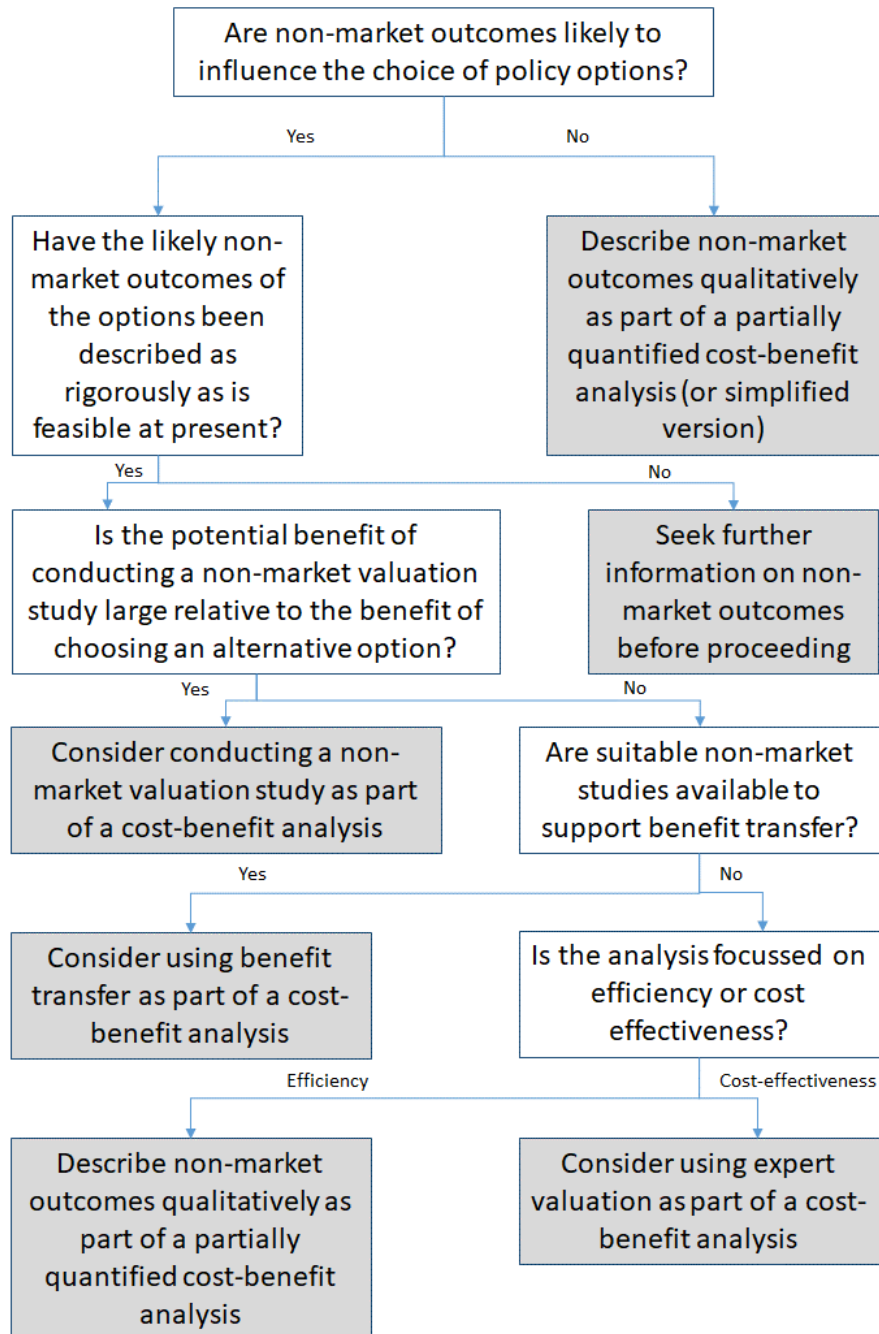 Are non-market outcomes likely to
influence the choice of policy options?
Yes
No
Have the likely non-
market outcomes of
the options been
described as
rigorously as is
feasible at present?
Describe non-market
outcomes qualitatively
as part of a partially
quantified cost-benefit
analysis (or simplified
version)
Yes
No
Is the potential benefit of
conducting a non-market valuation
study large relative to the benefit of
choosing an alternative option?
Seek further
information on non-
market outcomes
before proceeding
Yes
No
Consider conducting a non-
market valuation study as part
of a cost-benefit analysis
Are suitable non-market
studies available to
support benefit transfer?
Yes
No
Consider using benefit
transfer as part of a cost-
benefit analysis
Is the analysis focussed on
efficiency or cost
effectiveness?
Efficiency
Cost-effectiveness
Describe non-market
outcomes qualitatively as
part of a partially
quantified cost-benefit
analysis
Consider using expert
valuation as part of a cost-
benefit analysis